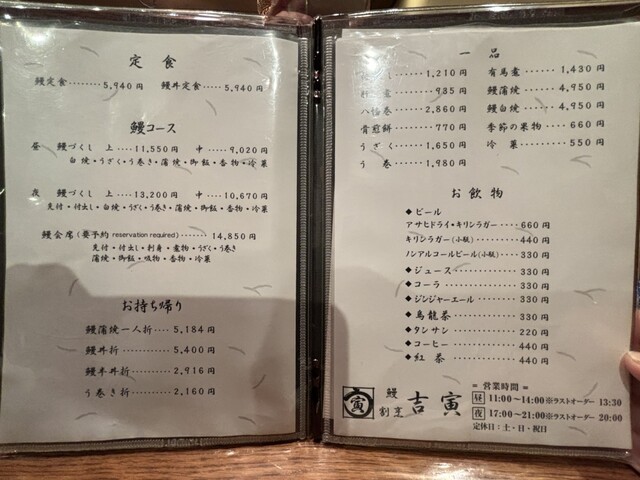 定食
鰻定食‥‥‥‥5,940円 鰻丼定食‥‥‥5,940円
鰻コース
昼 鰻づくし 上‥‥11,550円 中‥‥9,020円
白焼・うざく・う巻き・蒲焼・御飯・香物・冷菓
夜 鰻づくし 上‥‥13,200円 中‥‥10,670円
先付・付出し・白焼・うざく・う巻き・蒲焼・御飯・香物・冷菓
鰻会席(要予約 reservation required)‥‥‥‥14,850円
先付・付出し・刺身・煮物・うざく・う巻き
蒲焼・御飯・吸物・香物・冷菓
お持ち帰り
鰻蒲焼一人折‥‥5,184円
鰻丼折‥‥‥‥‥5,400円
鰻半丼折‥‥‥‥2,916円
う巻き折‥‥‥‥2,160円
一品
1,210円
肝煮‥‥‥‥985円
八幡巻‥‥‥2,860円
骨煎餅‥‥‥770円
うざく‥‥‥1,650円
う巻‥‥‥‥1,980円
有馬煮‥‥‥‥1,430円
鰻蒲焼‥‥‥‥4,950円
鰻白焼‥‥‥‥4,950円
季節の果物‥‥660円
冷菓‥‥‥‥550円
お飲物
◆ビール
アサヒドライ・キリンラガー‥‥660円
キリンラガー(小瓶)‥‥‥‥440円
ノンアルコールビール(小瓶)‥‥330円
◆ジュース‥‥‥‥‥330円
◆コーラ‥‥‥‥‥‥330円
◆ジンジャーエール‥‥‥330円
◆烏龍茶‥‥‥‥‥‥330円
◆タンサン‥‥‥‥‥220円
◆コーヒー‥‥‥‥‥440円
◆紅茶‥‥‥‥‥‥440円
寅 鰻割烹 吉寅
= 営業時間 =
昼 11:00〜14:00※ラストオーダー 13:30
夜 17:00〜21:00※ラストオーダー 20:00
定休日:土・日・祝日